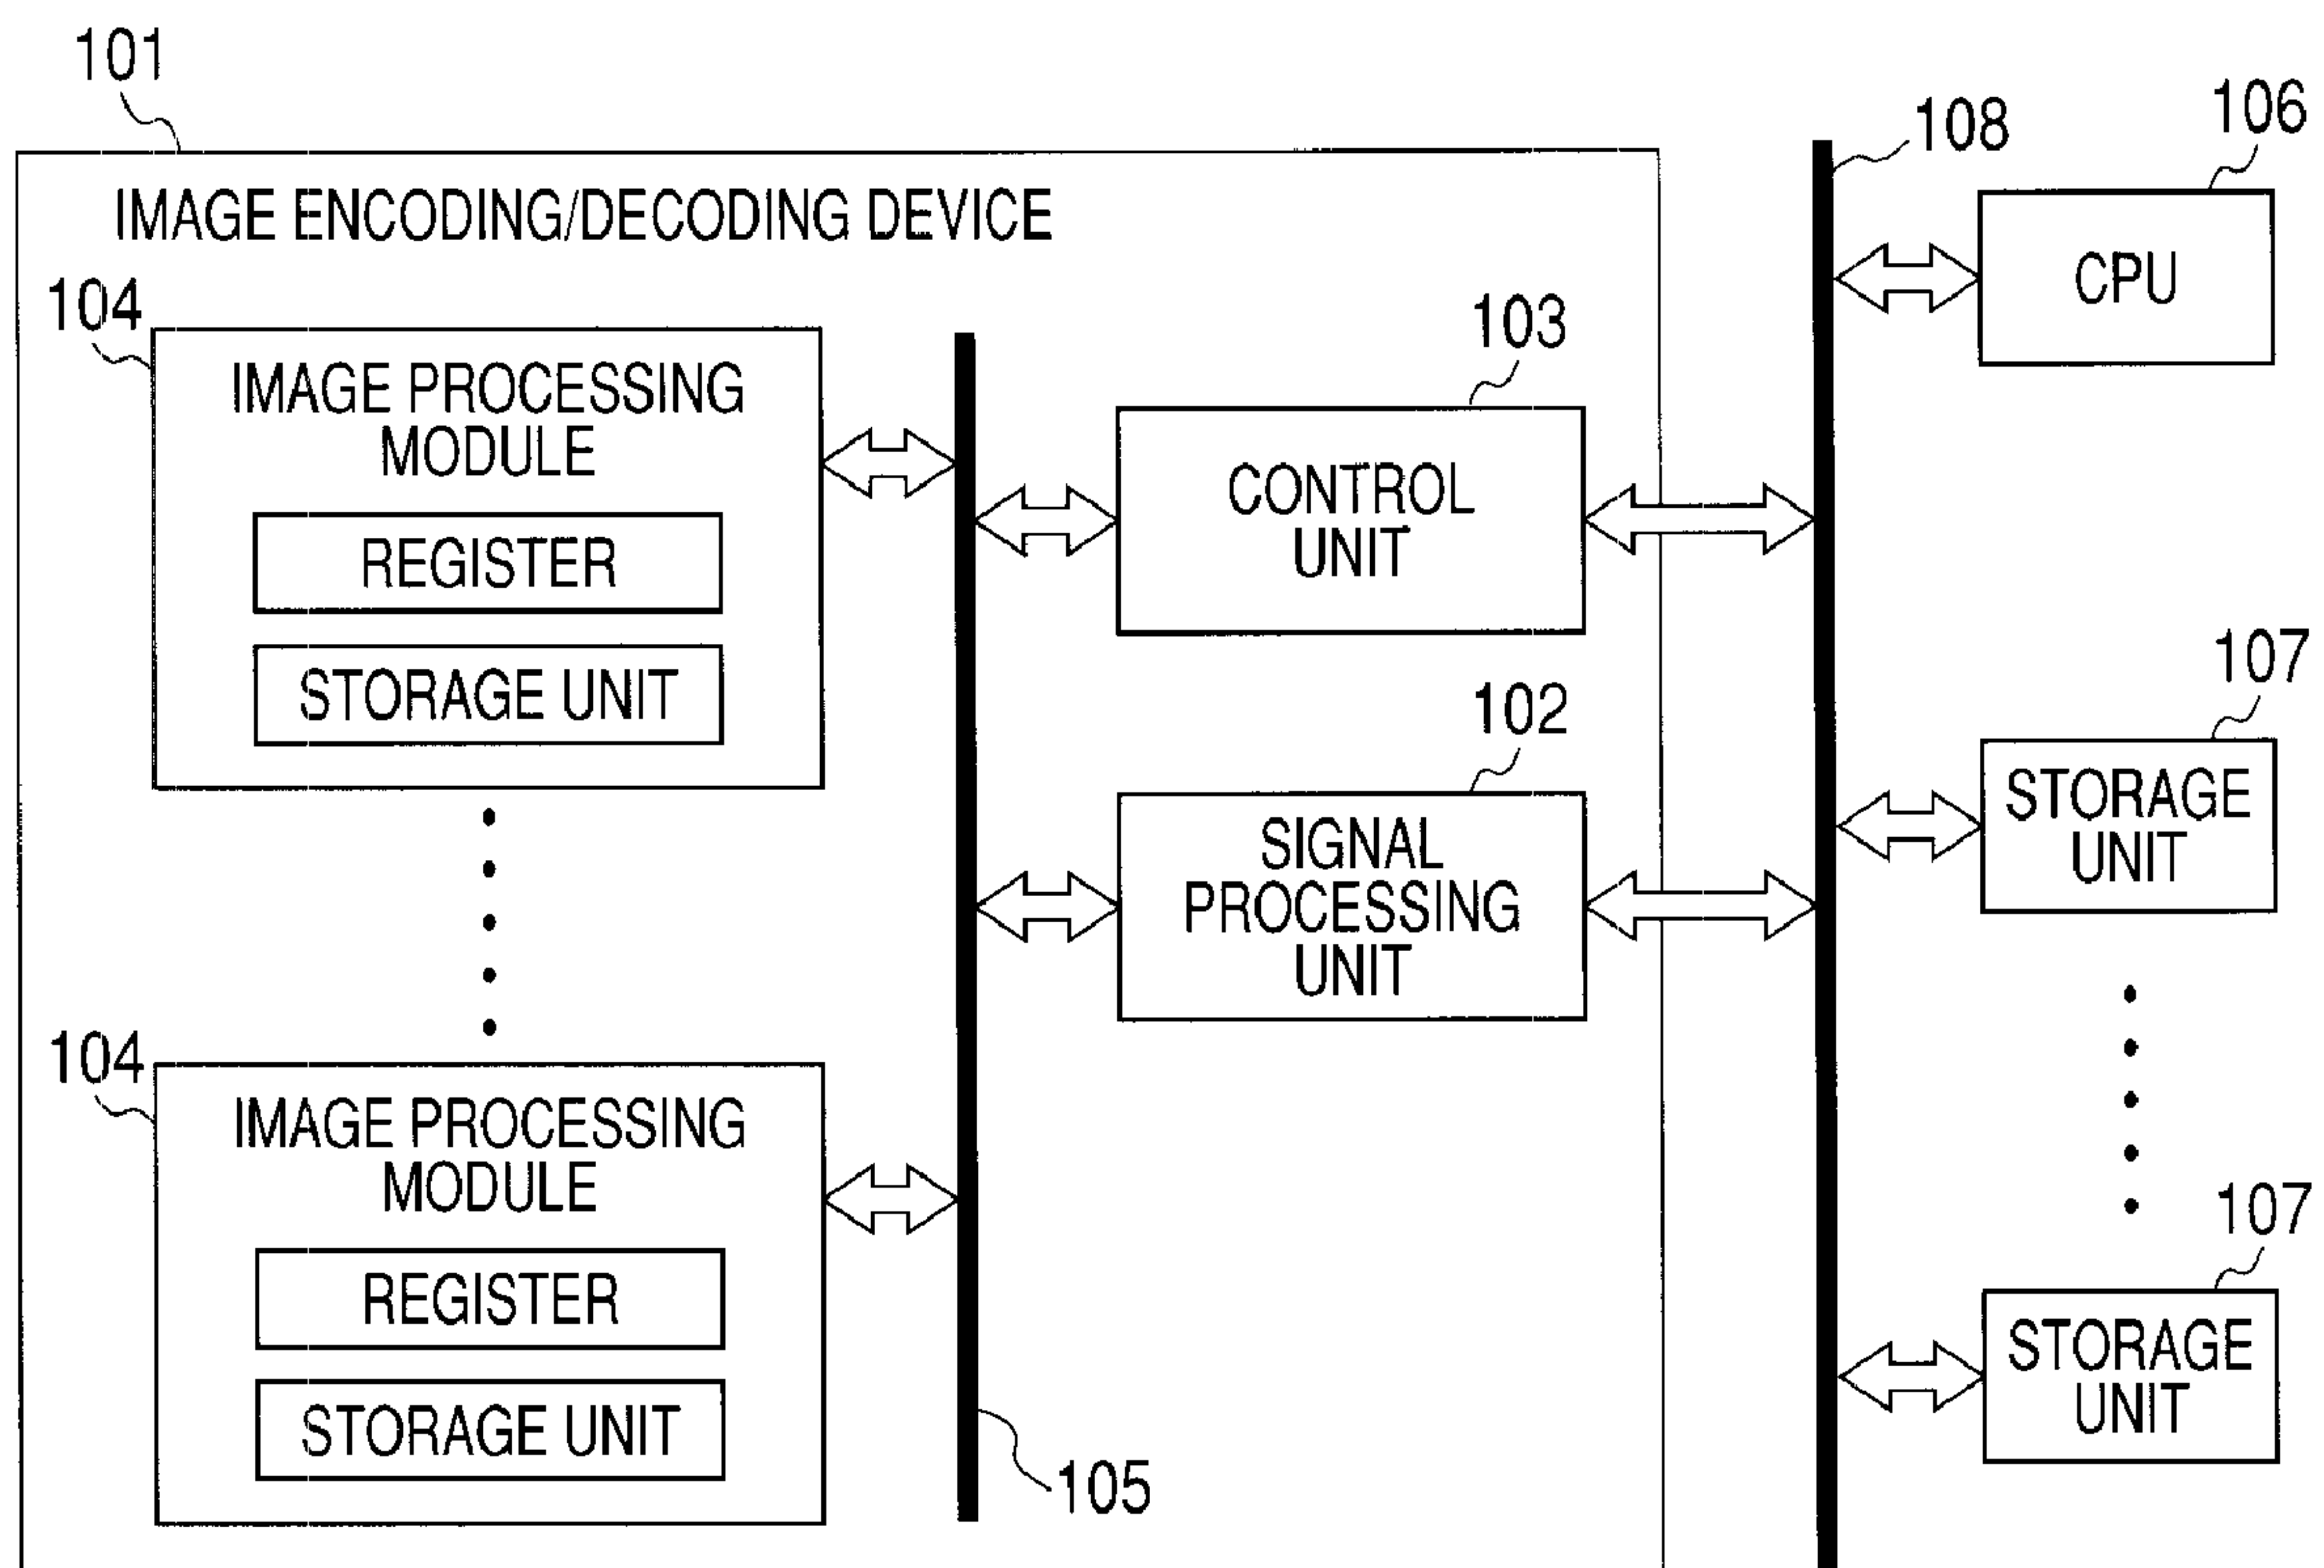 101
108
106
IMAGE ENCODING/DECODING DEVICE
CPU
104
103
IMAGE PROCESSING
MODULE
CONTROL
UNIT
REGISTER
STORAGE UNIT
107
102
STORAGE
UNIT
SIGNAL
PROCESSING
UNIT
104
IMAGE PROCESSING
MODULE
107
REGISTER
STORAGE
UNIT
STORAGE UNIT
105